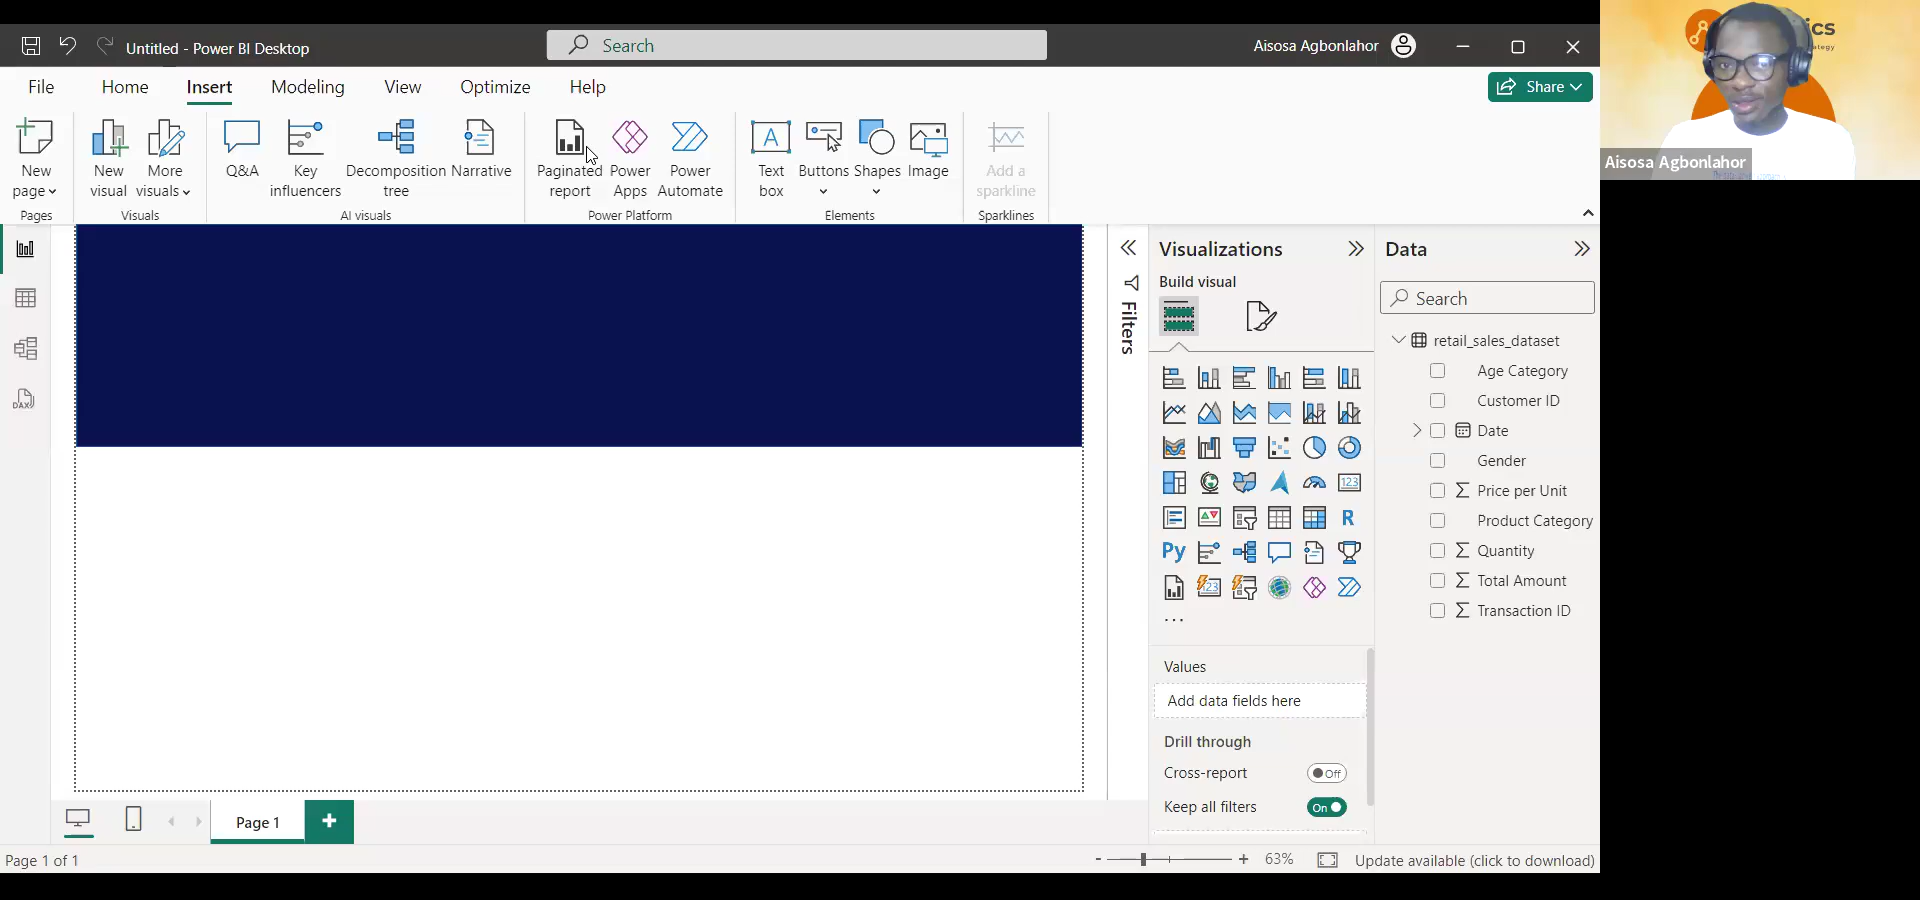 Untitled - Power BI Desktop
Search
Aisosa Agbonlahor
File
Home
Insert
Modeling
View
Optimize
Help
Share
New page
New visual
More visuals
Q&A
Key influencers
Decomposition tree
Narrative
Paginated report
Power Apps
Power Automate
Text box
Buttons
Shapes
Image
Add a sparkline
Pages
Visuals
AI visuals
Power Platform
Elements
Sparklines
Aisosa Agbonlahor
Filters
Visualizations
Build visual
123
R
Py
123
...
Values
Add data fields here
Drill through
Cross-report
Off
Keep all filters
On
Data
Search
retail_sales_dataset
Age Category
Customer ID
Date
Gender
Price per Unit
Product Category
Quantity
Total Amount
Transaction ID
DAX
Page 1
Page 1 of 1
63%
Update available (click to download)